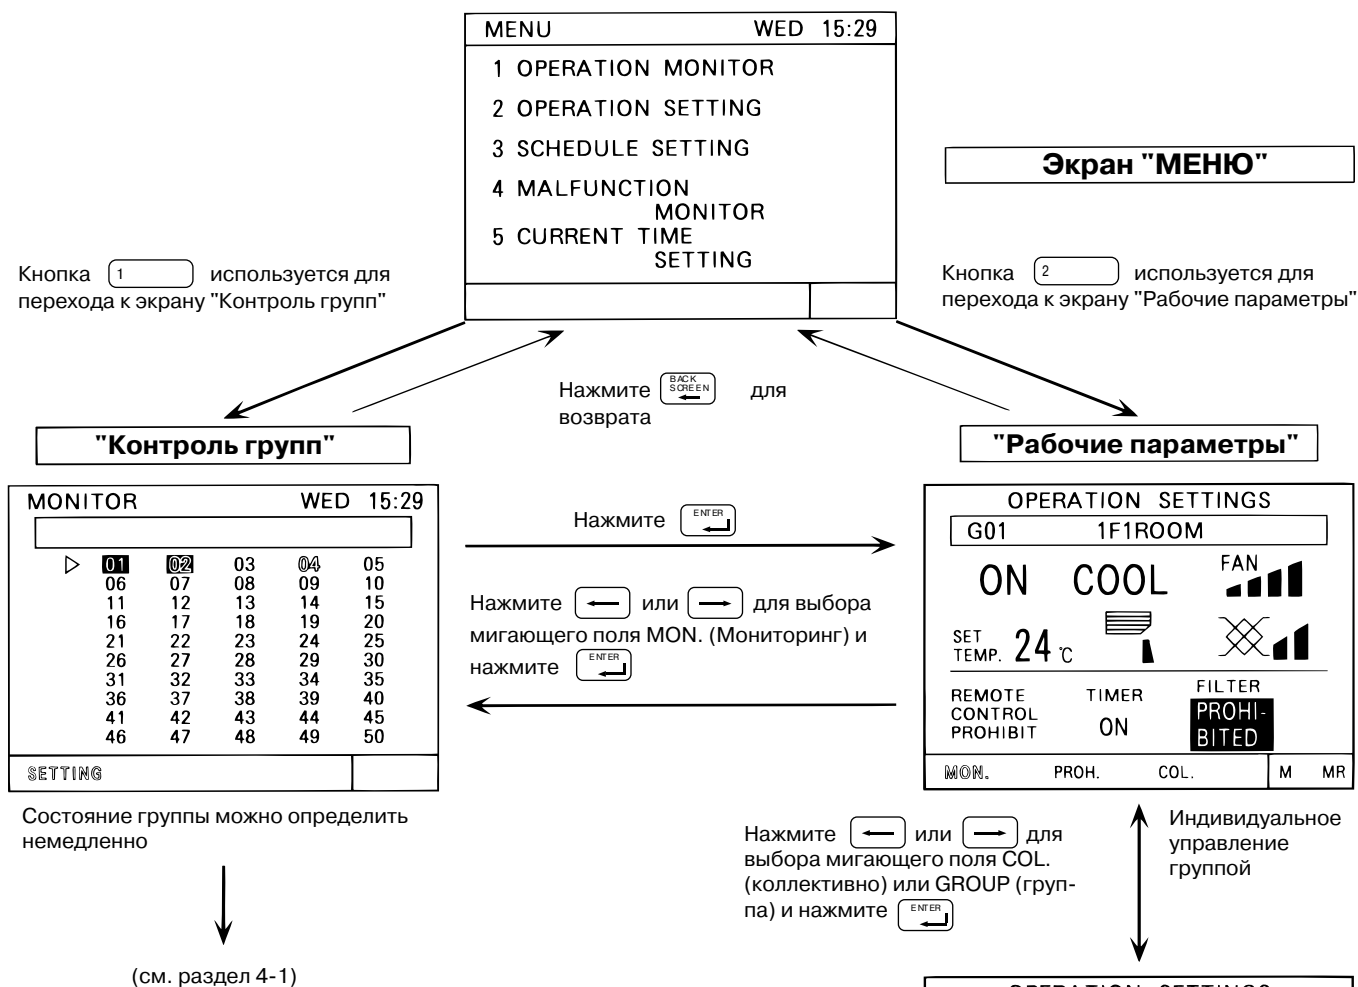 MENU WED 15:29
1 OPERATION MONITOR
2 OPERATION SETTING
3 SCHEDULE SETTING
4 MALFUNCTION
MONITOR
5 CURRENT TIME
SETTING
Экран "МЕНЮ"
Кнопка 1 используется для
перехода к экрану "Контроль групп"
Кнопка 2 используется для
перехода к экрану "Рабочие параметры"
Нажмите BACK SCREEN для
возврата
"Контроль групп"
"Рабочие параметры"
MONITOR WED 15:29
01 02 03 04 05
06 07 08 09 10
11 12 13 14 15
16 17 18 19 20
21 22 23 24 25
26 27 28 29 30
31 32 33 34 35
36 37 38 39 40
41 42 43 44 45
46 47 48 49 50
SETTING
Нажмите ENTER
Нажмите ← или → для выбора
мигающего поля MON. (Мониторинг) и
нажмите ENTER
OPERATION SETTINGS
G01 1F1ROOM
ON COOL FAN
SET
TEMP. 24 °C
REMOTE
CONTROL
PROHIBIT
TIMER
ON
FILTER
PROHI-
BITED
MON. PROH. COL. M MR
Состояние группы можно определить
немедленно
(см. раздел 4-1)
Нажмите ← или → для
выбора мигающего поля COL.
(коллективно) или GROUP (груп-
па) и нажмите ENTER
Индивидуальное
управление
группой
OPERATION SETTINGS